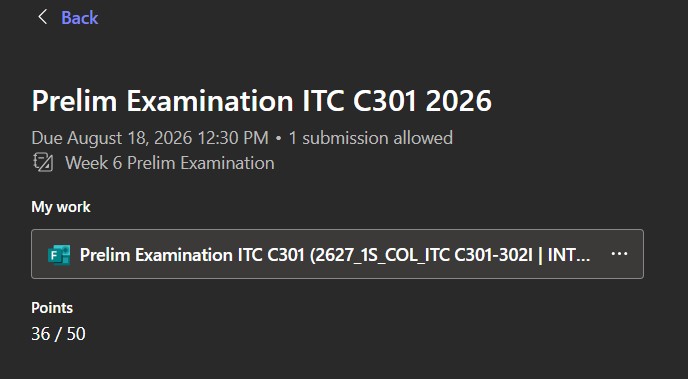 Back
Prelim Examination ITC C301 2026
Due August 18, 2026 12:30 PM • 1 submission allowed
Week 6 Prelim Examination
My work
Prelim Examination ITC C301 (2627_1S_COL_ITC C301-302I | INT...
Points
36 / 50